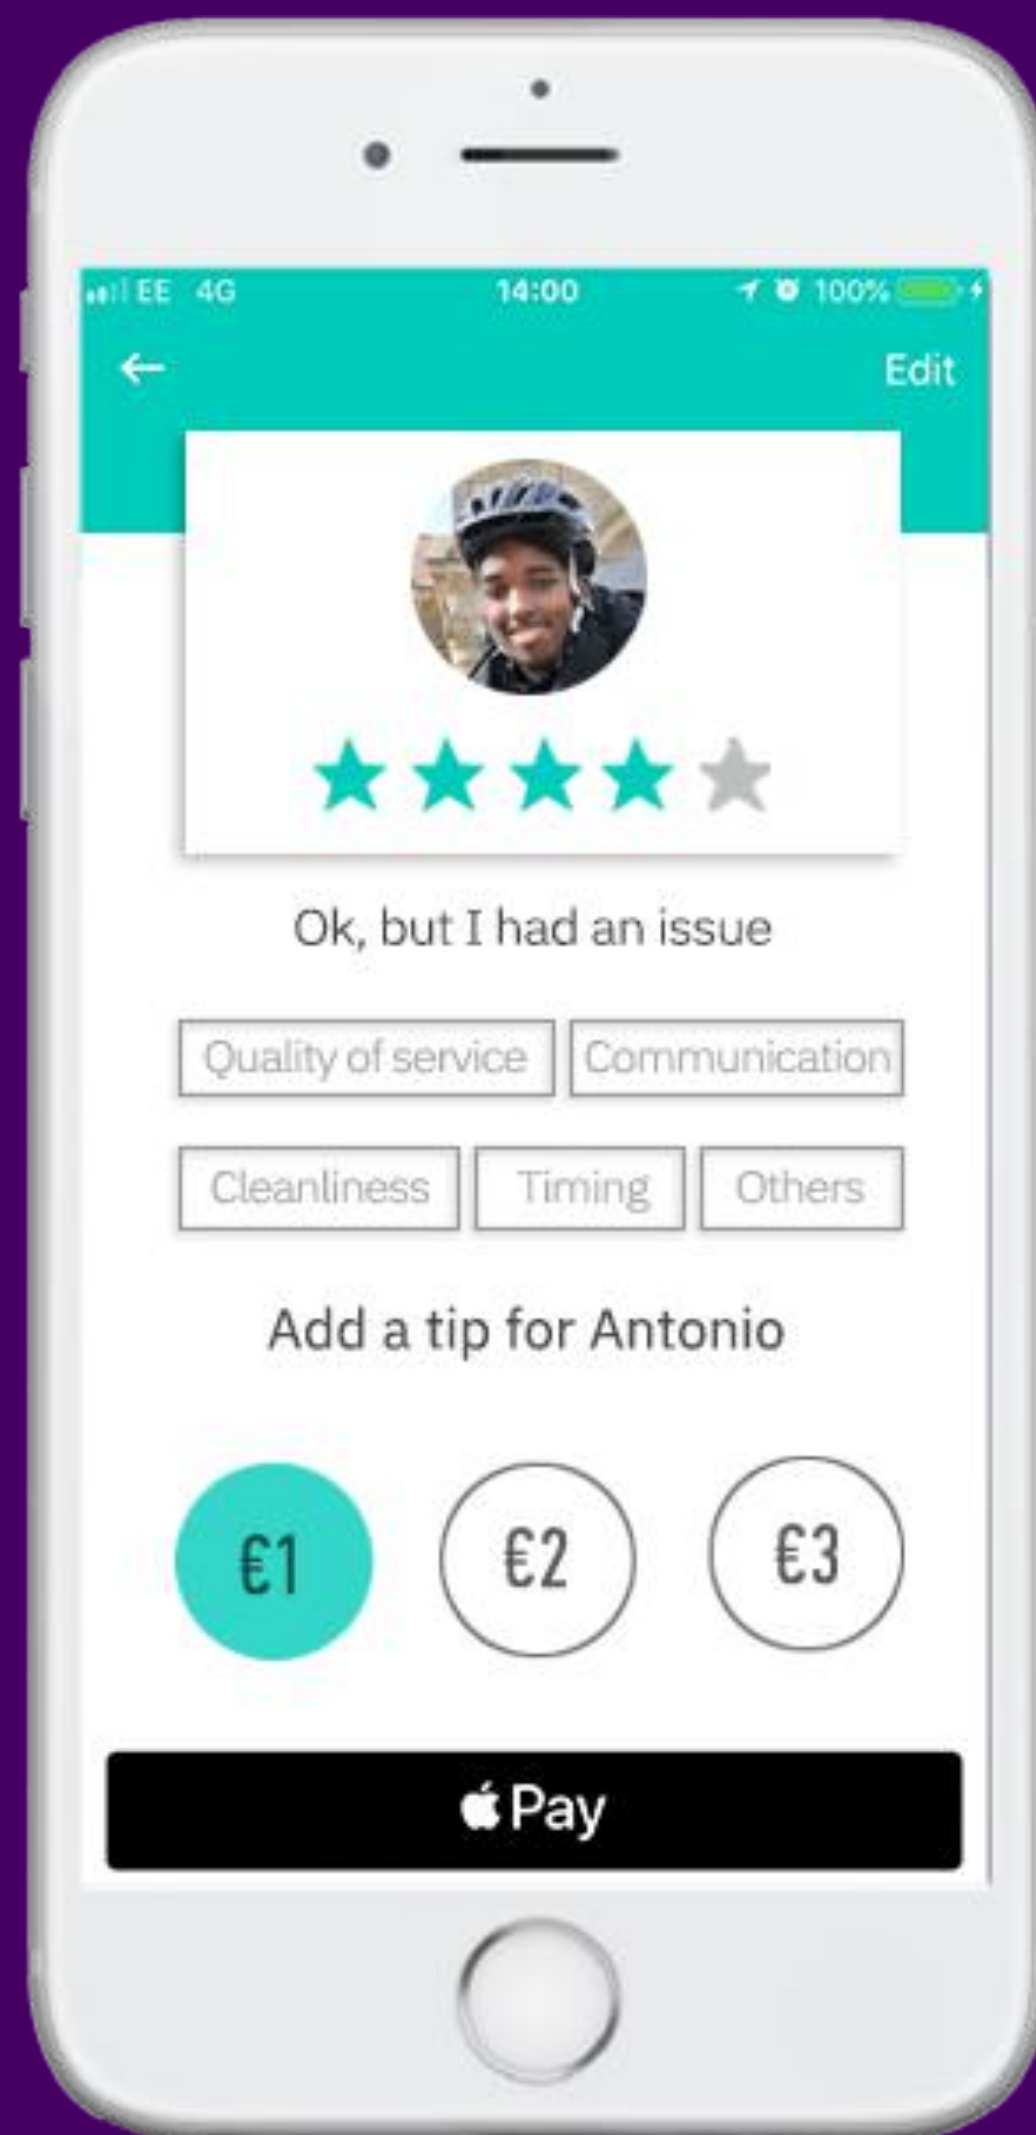 EE 4G 14:00 100%
Edit
Ok, but I had an issue
Quality of service Communication
Cleanliness Timing Others
Add a tip for Antonio
€1 €2 €3
Pay